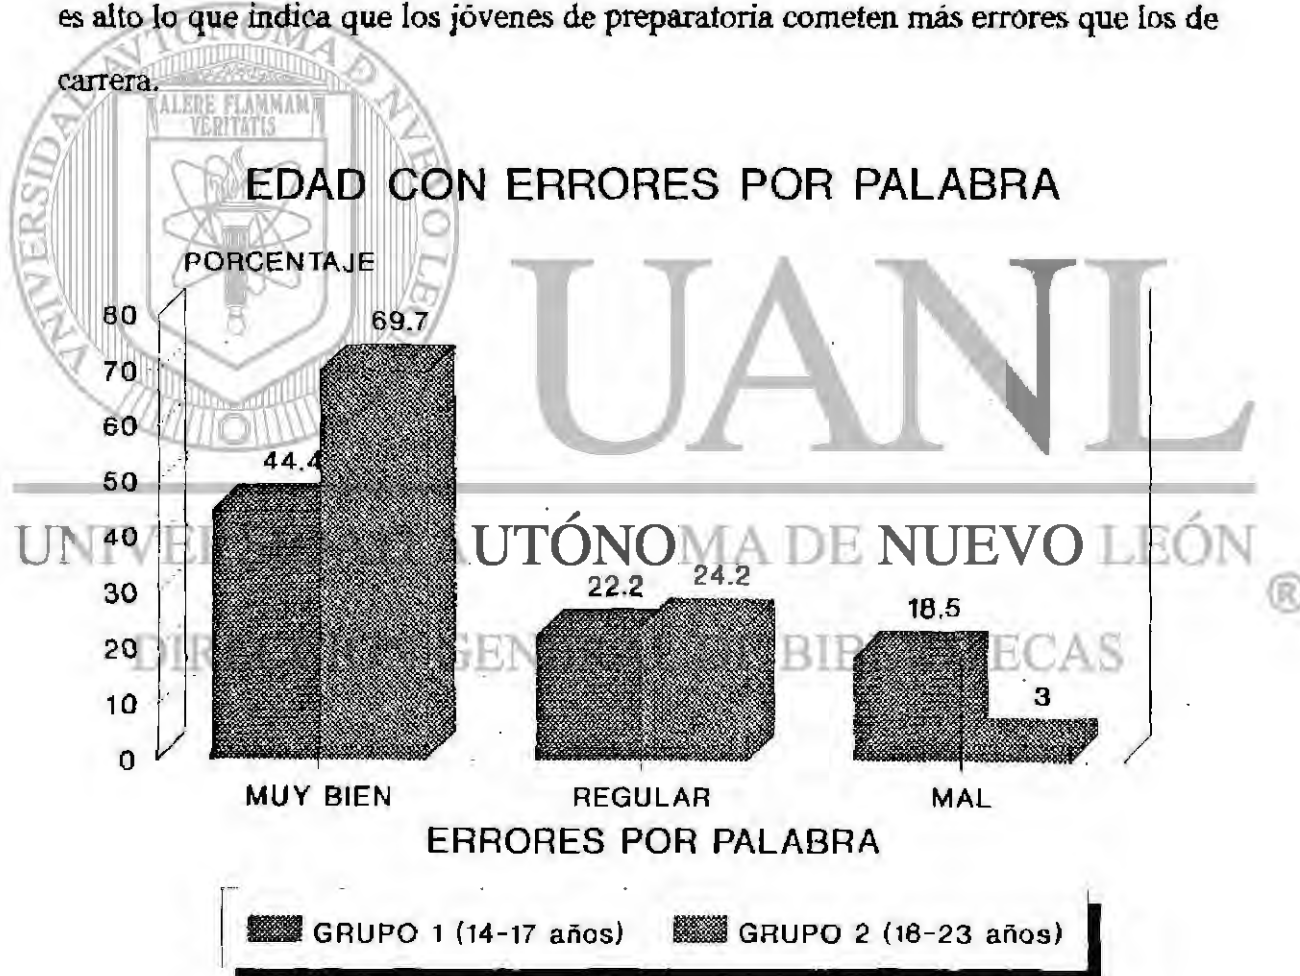 es alto lo que indica que los jóvenes de preparatoria cometen más errores que los de
carrera.
ALERE FLAMMAM
VERITATIS
EDAD CON ERRORES POR PALABRA
PORCENTAJE
80
70
60
50
40
30
20
10
0
44.4
69.7
22.2
24.2
18.5
3
UANL
AUTÓNOMA DE NUEVO LEÓN
®
MUY BIEN
REGULAR
MAL
ERRORES POR PALABRA
GRUPO 1 (14-17 años)
GRUPO 2 (18-23 años)